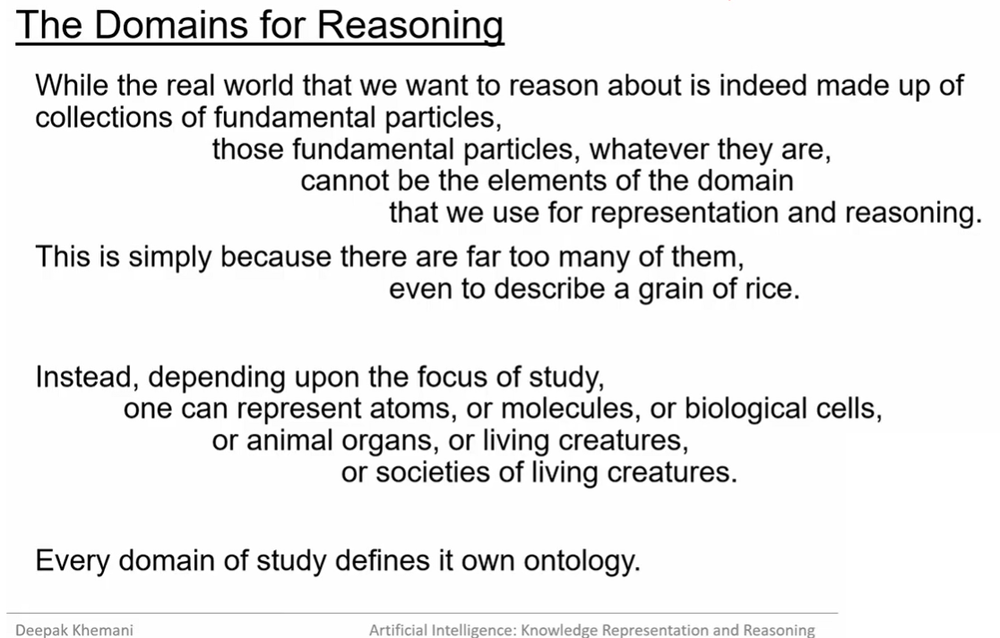 The Domains for Reasoning
While the real world that we want to reason about is indeed made up of
collections of fundamental particles,
those fundamental particles, whatever they are,
cannot be the elements of the domain
that we use for representation and reasoning.
This is simply because there are far too many of them,
even to describe a grain of rice.
Instead, depending upon the focus of study,
one can represent atoms, or molecules, or biological cells,
or animal organs, or living creatures,
or societies of living creatures.
Every domain of study defines it own ontology.
Deepak Khemani
Artificial Intelligence: Knowledge Representation and Reasoning